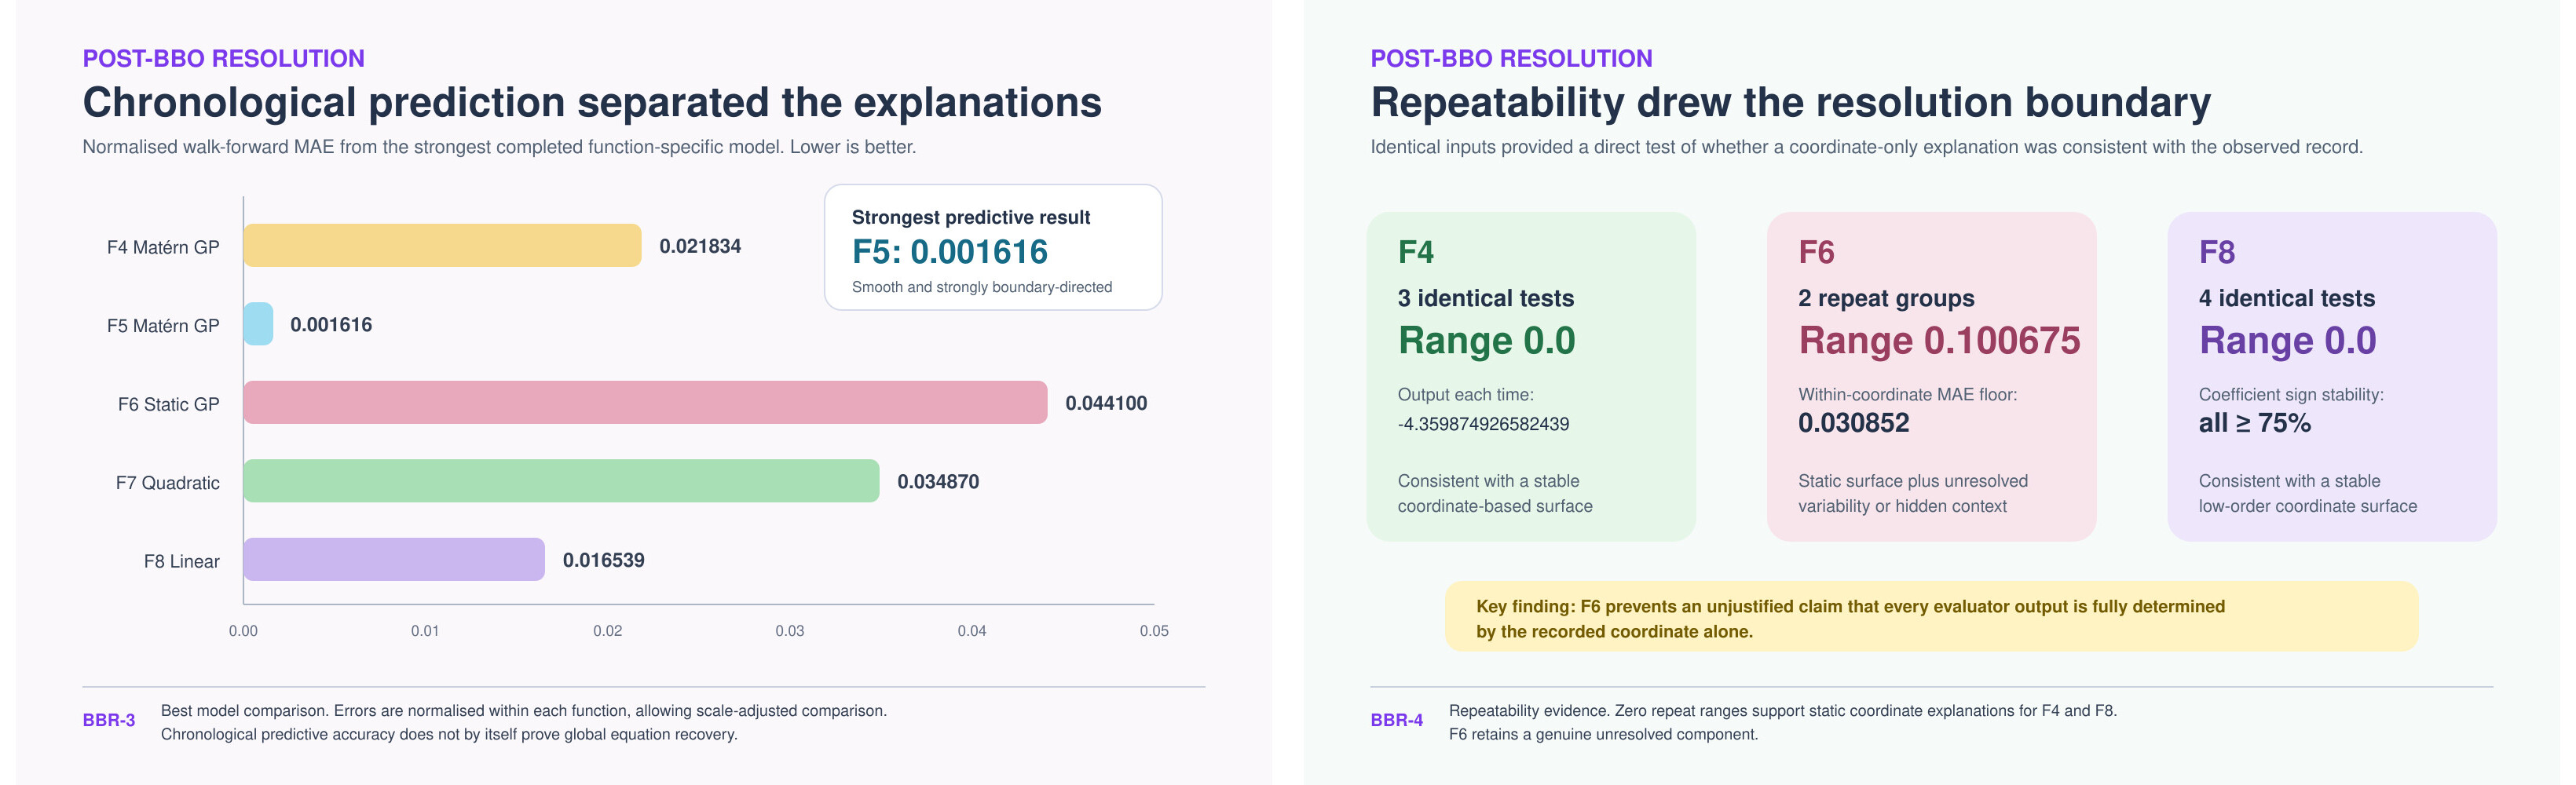 POST-BBO RESOLUTION
Chronological prediction separated the explanations
Normalised walk-forward MAE from the strongest completed function-specific model. Lower is better.
Strongest predictive result
F5: 0.001616
Smooth and strongly boundary-directed
F4 Matérn GP
0.021834
F5 Matérn GP
0.001616
F6 Static GP
0.044100
F7 Quadratic
0.034870
F8 Linear
0.016539
0.00
0.01
0.02
0.03
0.04
0.05
BBR-3
Best model comparison. Errors are normalised within each function, allowing scale-adjusted comparison.
Chronological predictive accuracy does not by itself prove global equation recovery.
POST-BBO RESOLUTION
Repeatability drew the resolution boundary
Identical inputs provided a direct test of whether a coordinate-only explanation was consistent with the observed record.
F4
3 identical tests
Range 0.0
Output each time:
-4.359874926582439
Consistent with a stable
coordinate-based surface
F6
2 repeat groups
Range 0.100675
Within-coordinate MAE floor:
0.030852
Static surface plus unresolved
variability or hidden context
F8
4 identical tests
Range 0.0
Coefficient sign stability:
all ≥ 75%
Consistent with a stable
low-order coordinate surface
Key finding: F6 prevents an unjustified claim that every evaluator output is fully determined
by the recorded coordinate alone.
BBR-4
Repeatability evidence. Zero repeat ranges support static coordinate explanations for F4 and F8.
F6 retains a genuine unresolved component.